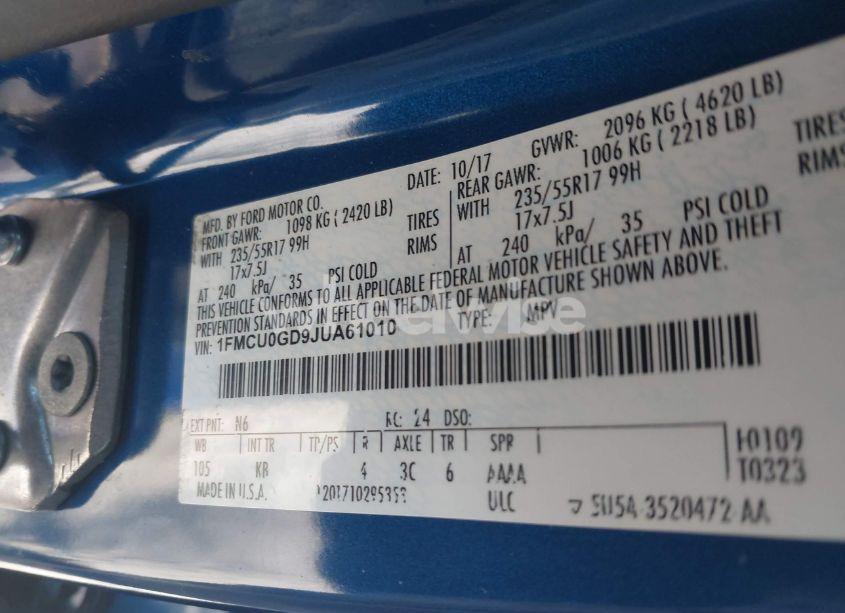 MFD. BY FORD MOTOR CO.
DATE: 10/17 GVWR: 2096 KG ( 4620 LB)
FRONT GAWR: 1098 KG ( 2420 LB)
REAR GAWR: 1006 KG ( 2218 LB)
WITH 235/55R17 99H TIRES
WITH 235/55R17 99H TIRES
17x7.5J RIMS
17x7.5J RIMS
AT 240 kPa/ 35 PSI COLD
AT 240 kPa/ 35 PSI COLD
THIS VEHICLE CONFORMS TO ALL APPLICABLE FEDERAL MOTOR VEHICLE SAFETY AND THEFT
PREVENTION STANDARDS IN EFFECT ON THE DATE OF MANUFACTURE SHOWN ABOVE.
VIN: 1FMCU0GD9JUA61010 TYPE: MPV
EXT PNT: N6 RC: 24 DSO:
WB INT TR TP/PS R AXLE TR SPR
105 KB 4 3C 6 AAAA
T0323
MADE IN U.S.A.
ULC